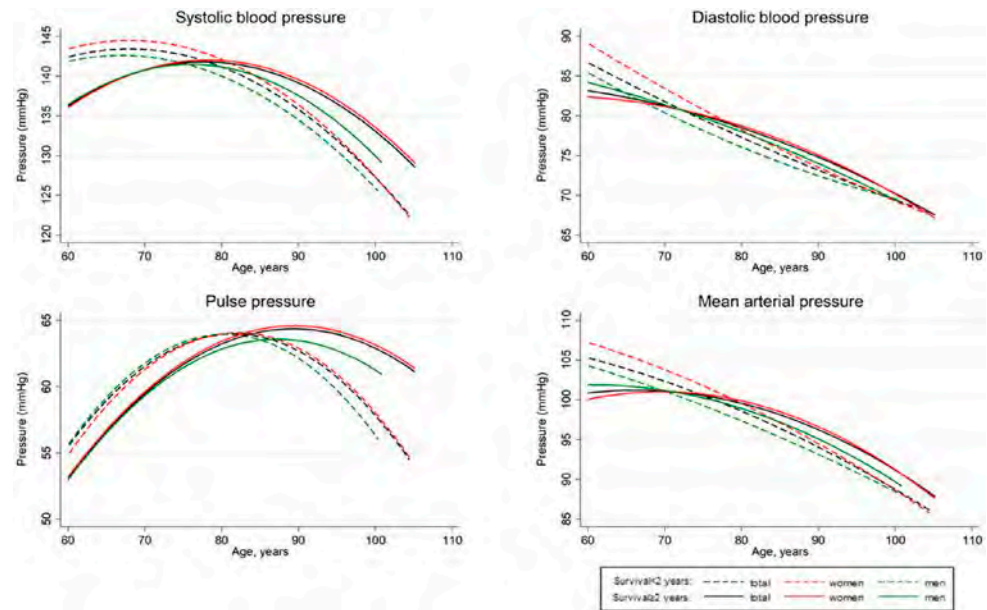 Systolic blood pressure
Pressure (mmHg)
145
140
135
130
125
120
60 70 80 90 100 110
Age, years
Diastolic blood pressure
Pressure (mmHg)
90
85
80
75
70
65
60 70 80 90 100 110
Age, years
Pulse pressure
Pressure (mmHg)
65
60
55
50
60 70 80 90 100 110
Age, years
Mean arterial pressure
Pressure (mmHg)
110
105
100
95
90
85
60 70 80 90 100 110
Age, years
Survival<2 years: total women men
Survival≥2 years: total women men